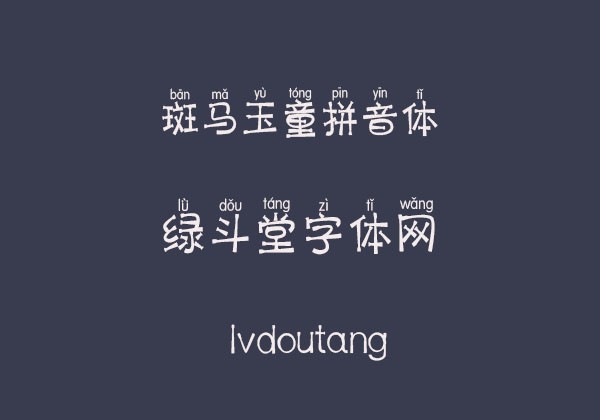 bān mǎ yù tóng pīn yīn tǐ
斑马玉童拼音体
lǜ dǒu táng zì tǐ wǎng
绿斗堂字体网
lvdoutang